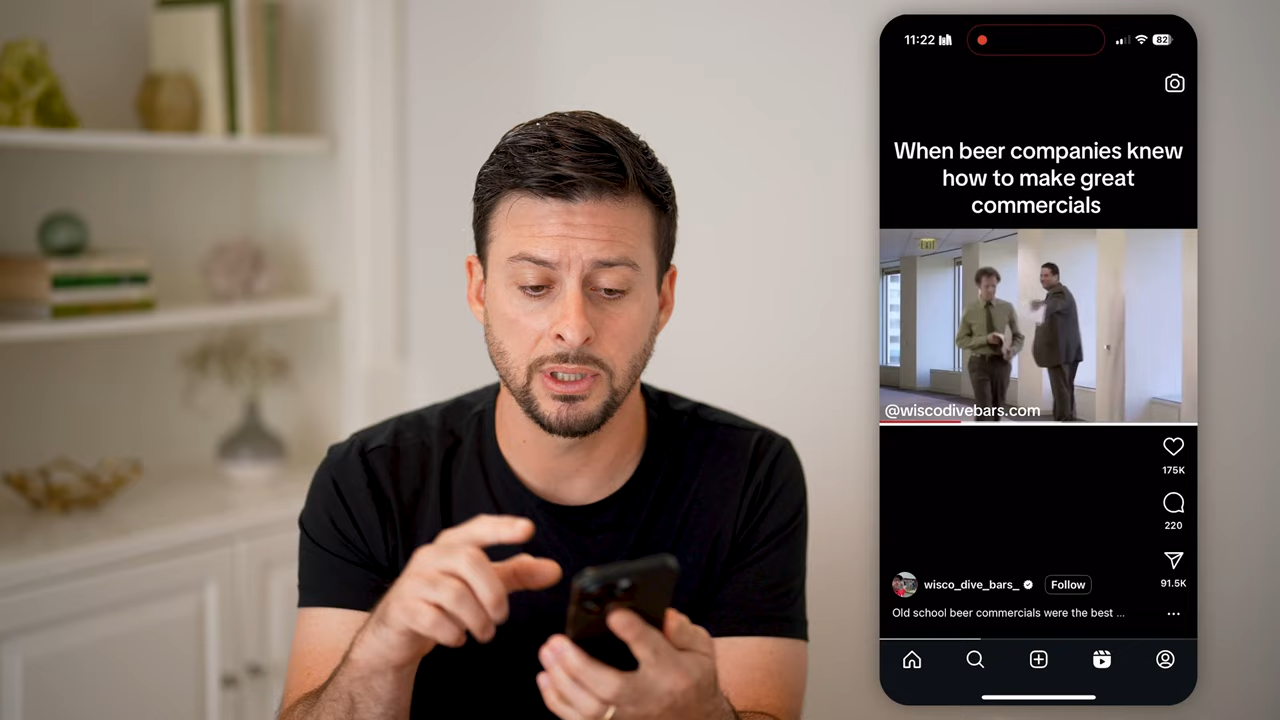 11:22
82
When beer companies knew
how to make great
commercials
EXIT
@wiscodivebars.com
175K
220
91.5K
wisco_dive_bars_
Follow
Old school beer commercials were the best ...